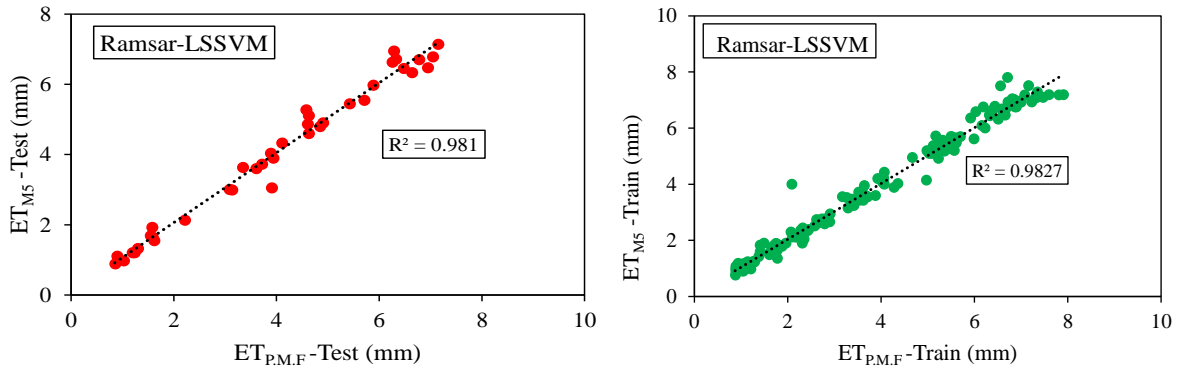 Ramsar-LSSVM
R² = 0.981
ET_M5 -Test (mm)
8
6
4
2
0
0 2 4 6 8 10
ET_P.M.F -Test (mm)
Ramsar-LSSVM
R² = 0.9827
ET_M5 -Train (mm)
10
8
6
4
2
0
0 2 4 6 8 10
ET_P.M.F -Train (mm)